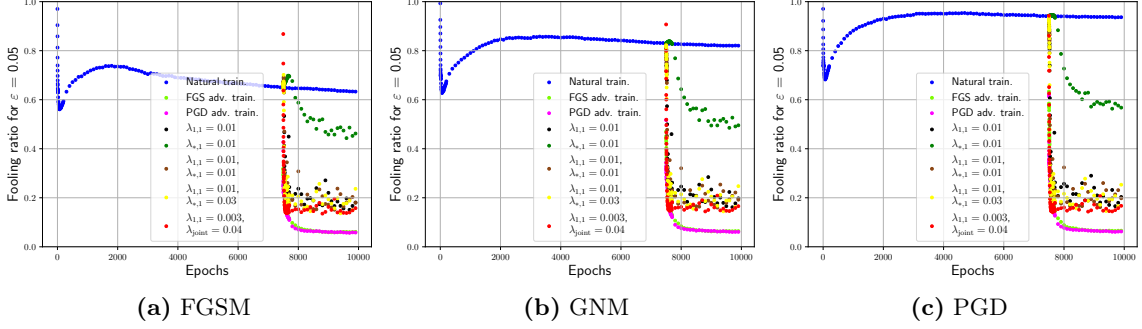 Fooling ratio for ε = 0.05
1.0
0.8
0.6
0.4
0.2
0.0
Natural train.
FGS adv. train.
PGD adv. train.
λ₁,₁ = 0.01
λ*,₁ = 0.01
λ₁,₁ = 0.01,
λ*,₁ = 0.01
λ₁,₁ = 0.01,
λ*,₁ = 0.03
λ₁,₁ = 0.003,
λjoint = 0.04
0 2000 4000 6000 8000 10000
Epochs
(a) FGSM
Fooling ratio for ε = 0.05
1.0
0.8
0.6
0.4
0.2
0.0
Natural train.
FGS adv. train.
PGD adv. train.
λ₁,₁ = 0.01
λ*,₁ = 0.01
λ₁,₁ = 0.01,
λ*,₁ = 0.01
λ₁,₁ = 0.01,
λ*,₁ = 0.03
λ₁,₁ = 0.003,
λjoint = 0.04
0 2000 4000 6000 8000 10000
Epochs
(b) GNM
Fooling ratio for ε = 0.05
1.0
0.8
0.6
0.4
0.2
0.0
Natural train.
FGS adv. train.
PGD adv. train.
λ₁,₁ = 0.01
λ*,₁ = 0.01
λ₁,₁ = 0.01,
λ*,₁ = 0.01
λ₁,₁ = 0.01,
λ*,₁ = 0.03
λ₁,₁ = 0.003,
λjoint = 0.04
0 2000 4000 6000 8000 10000
Epochs
(c) PGD